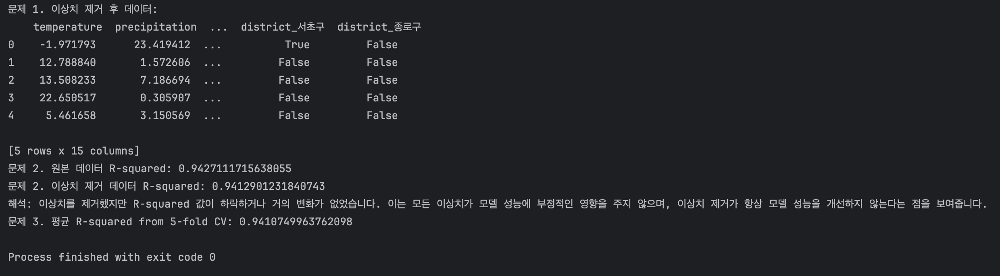 문제 1. 이상치 제거 후 데이터:
    temperature  precipitation  ...  district_서초구  district_종로구
0    -1.971793      23.419412  ...          True         False
1    12.788840       1.572606  ...         False         False
2    13.508233       7.186694  ...         False         False
3    22.650517       0.305907  ...         False         False
4     5.461658       3.150569  ...         False         False
[5 rows x 15 columns]
문제 2. 원본 데이터 R-squared: 0.9427111715638055
문제 2. 이상치 제거 데이터 R-squared: 0.9412901231840743
해석: 이상치를 제거했지만 R-squared 값이 하락하거나 거의 변화가 없었습니다. 이는 모든 이상치가 모델 성능에 부정적인 영향을 주지 않으며, 이상치 제거가 항상 모델 성능을 개선하지 않는다는 점을 보여줍니다.
문제 3. 평균 R-squared from 5-fold CV: 0.9410749963762098
Process finished with exit code 0